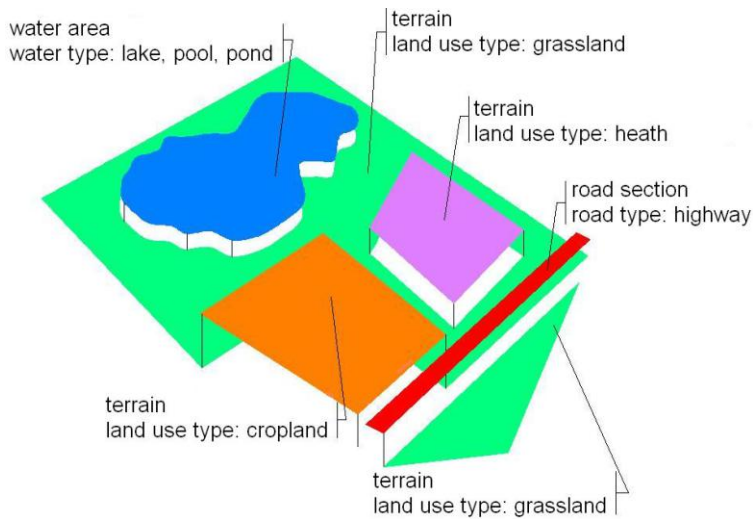 water area
water type: lake, pool, pond
terrain
land use type: grassland
terrain
land use type: heath
road section
road type: highway
terrain
land use type: cropland
terrain
land use type: grassland